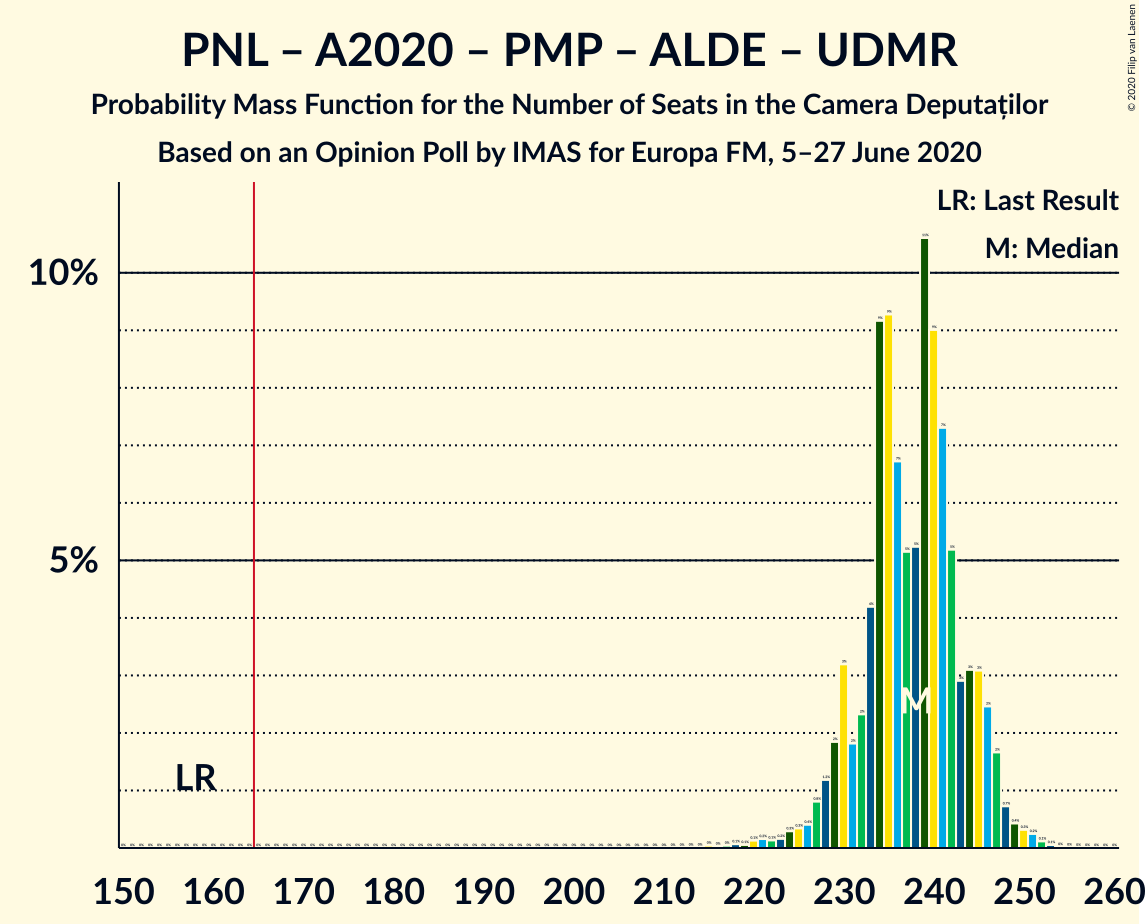 PNL – A2020 – PMP – ALDE – UDMR
Probability Mass Function for the Number of Seats in the Camera Deputaților
Based on an Opinion Poll by IMAS for Europa FM, 5–27 June 2020
© 2020 Filip van Laenen
LR: Last Result
M: Median
10%
5%
M
LR
150 160 170 180 190 200 210 220 230 240 250 260